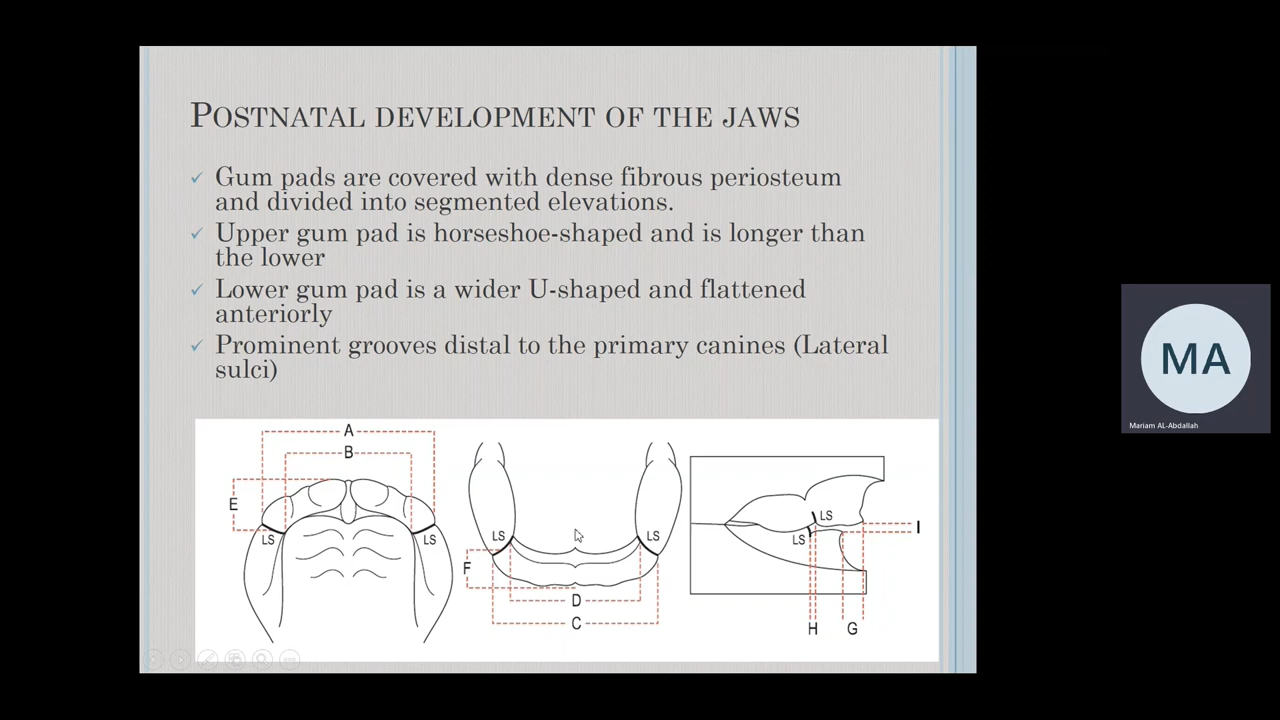 POSTNATAL DEVELOPMENT OF THE JAWS
Gum pads are covered with dense fibrous periosteum
and divided into segmented elevations.
Upper gum pad is horseshoe-shaped and is longer than
the lower
Lower gum pad is a wider U-shaped and flattened
anteriorly
Prominent grooves distal to the primary canines (Lateral
sulci)
A
B
E
LS
LS
LS
LS
F
D
C
LS
LS
I
H
G
MA
Mariam AL-Abdallah